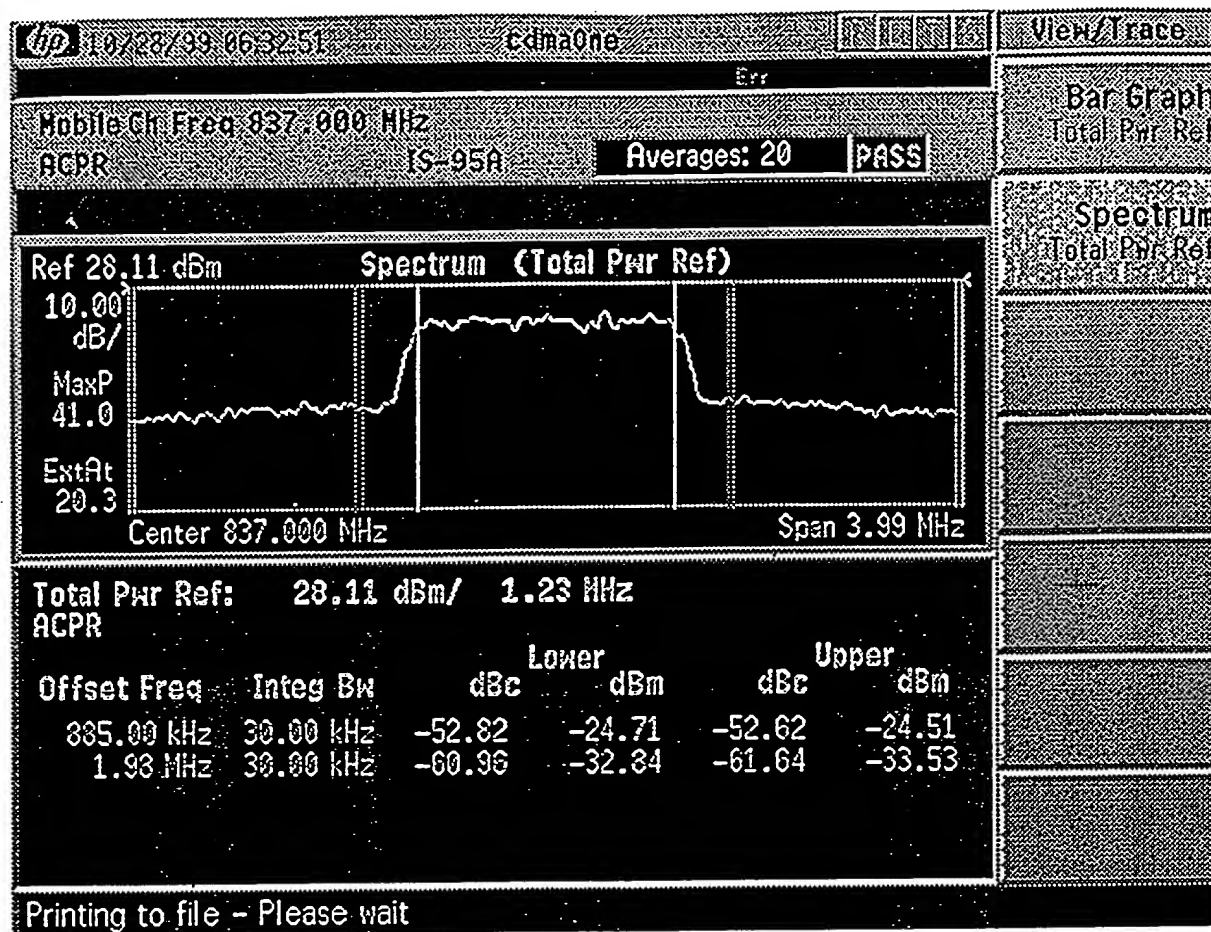 hp 10/28/99 06:32:51 cdmaOne
View/Trace
Err
Bar Graph
Total Pwr Ref
Mobile Ch Freq 837.000 MHz
ACPR IS-95A Averages: 20 PASS
Spectrum
Total Pwr Ref
Ref 28.11 dBm Spectrum (Total Pwr Ref)
10.00
dB/
MaxP
41.0
ExtAt
20.3
Center 837.000 MHz Span 3.99 MHz
Total Pwr Ref: 28.11 dBm/ 1.23 MHz
ACPR
Lower Upper
Offset Freq Integ Bw dBc dBm dBc dBm
885.00 kHz 30.00 kHz -52.82 -24.71 -52.62 -24.51
1.98 MHz 30.00 kHz -60.96 -32.84 -61.64 -33.53
Printing to file - Please wait